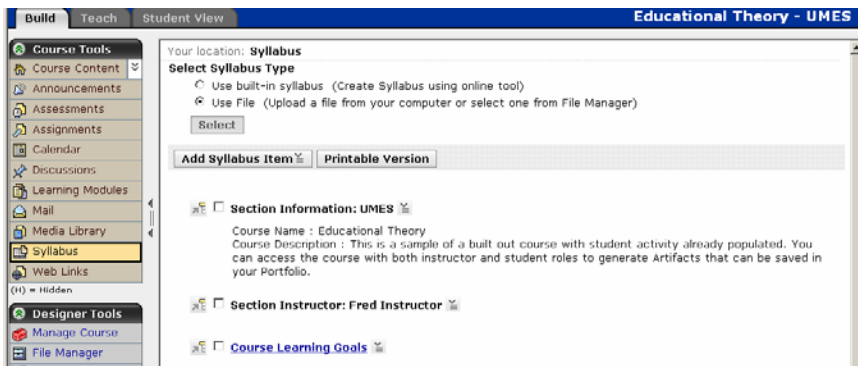 Build Teach Student View Educational Theory - UMES
Course Tools
Course Content
Announcements
Assessments
Assignments
Calendar
Discussions
Learning Modules
Mail
Media Library
Syllabus
Web Links
(H) = Hidden
Designer Tools
Manage Course
File Manager
Your location: Syllabus
Select Syllabus Type
Use built-in syllabus (Create Syllabus using online tool)
Use File (Upload a file from your computer or select one from File Manager)
Select
Add Syllabus Item Printable Version
Section Information: UMES
Course Name : Educational Theory
Course Description : This is a sample of a built out course with student activity already populated. You
can access the course with both instructor and student roles to generate Artifacts that can be saved in
your Portfolio.
Section Instructor: Fred Instructor
Course Learning Goals